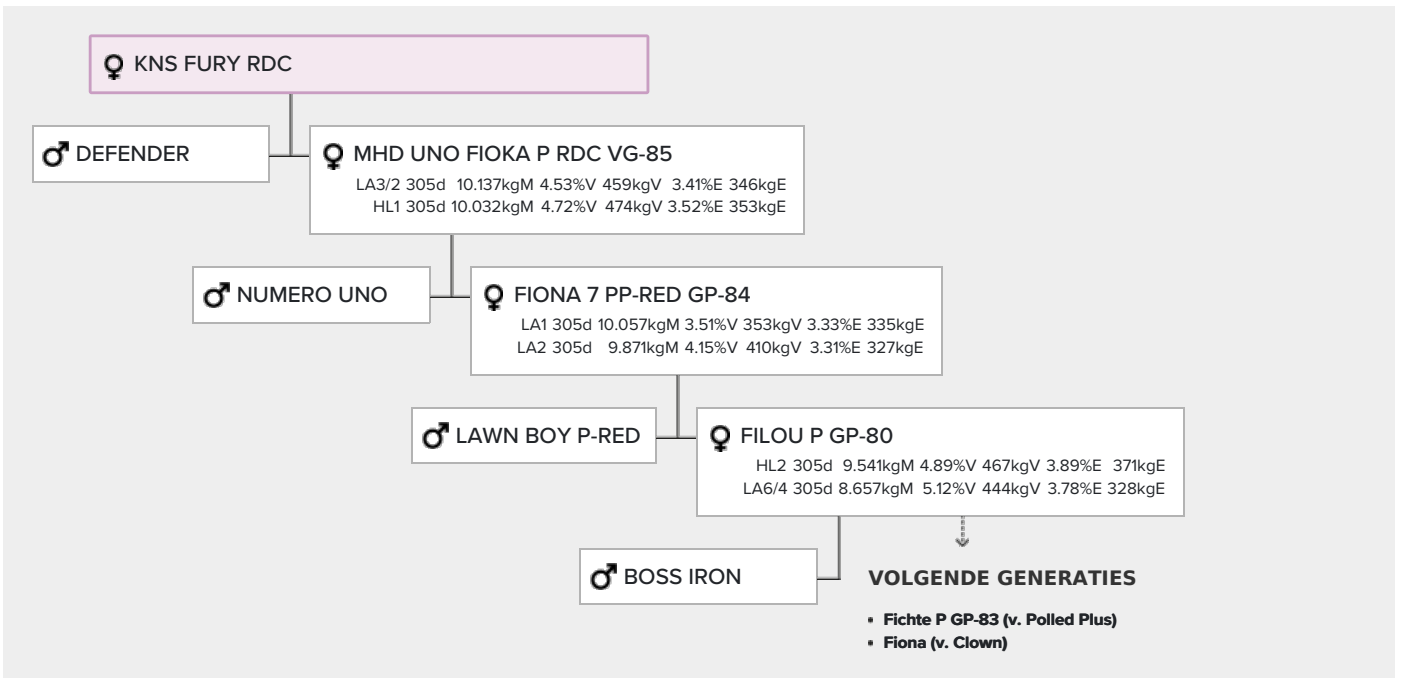 KNS FURY RDC
DEFENDER
MHD UNO FIOKA P RDC VG-85
LA3/2 305d 10.137kgM 4.53%V 459kgV 3.41%E 346kgE
HL1 305d 10.032kgM 4.72%V 474kgV 3.52%E 353kgE
NUMERO UNO
FIONA 7 PP-RED GP-84
LA1 305d 10.057kgM 3.51%V 353kgV 3.33%E 335kgE
LA2 305d 9.871kgM 4.15%V 410kgV 3.31%E 327kgE
LAWN BOY P-RED
FILOU P GP-80
HL2 305d 9.541kgM 4.89%V 467kgV 3.89%E 371kgE
LA6/4 305d 8.657kgM 5.12%V 444kgV 3.78%E 328kgE
BOSS IRON
VOLGENDE GENERATIES
• Fichte P GP-83 (v. Polled Plus)
• Fiona (v. Clown)